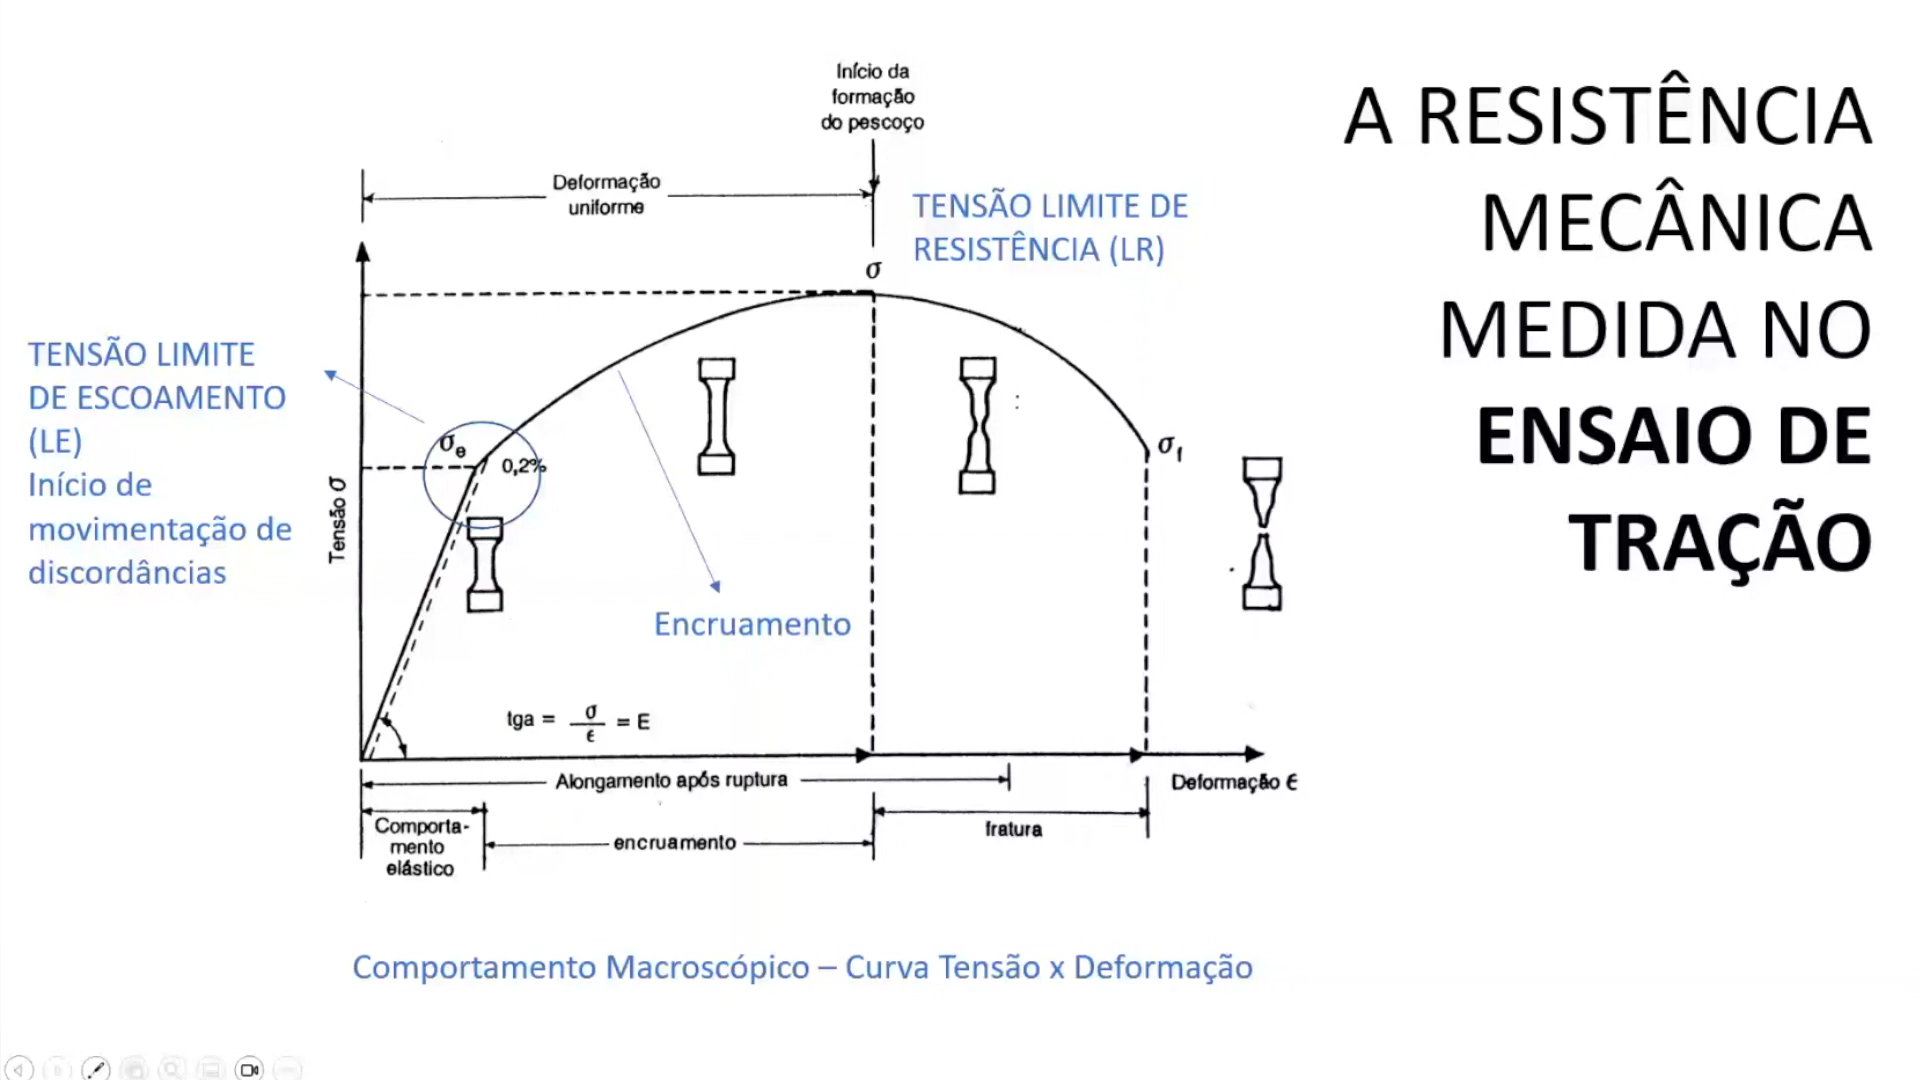 A RESISTÊNCIA
MECÂNICA
MEDIDA NO
ENSAIO DE
TRAÇÃO
Início da
formação
do pescoço
Deformação
uniforme
TENSÃO LIMITE DE
RESISTÊNCIA (LR)
σ
TENSÃO LIMITE
DE ESCOAMENTO
(LE)
Início de
movimentação de
discordâncias
σe
0,2%
σf
Tensão σ
Encruamento
tga = σ/ϵ = E
Alongamento após ruptura
Deformação ϵ
Comporta-
mento
elástico
encruamento
fratura
Comportamento Macroscópico – Curva Tensão x Deformação